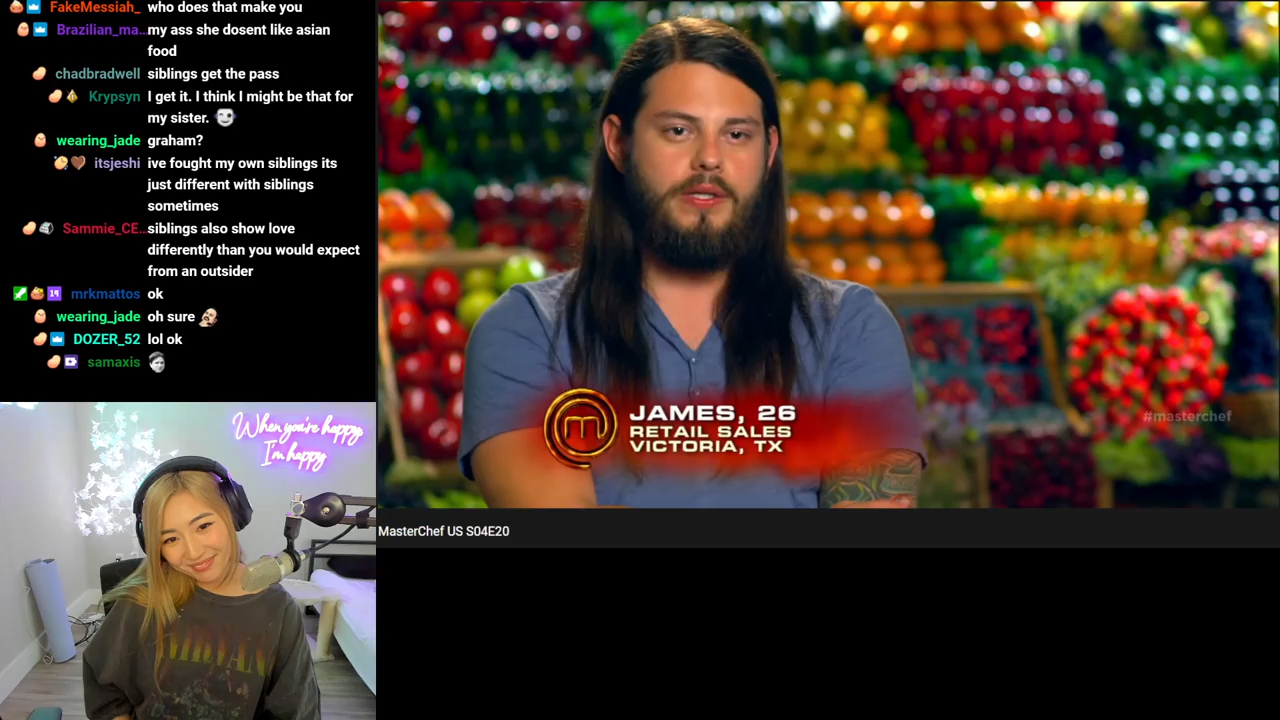 FakeMessiah_ who does that make you
Brazilian_ma... my ass she dosent like asian
food
chadbradwell siblings get the pass
Krypsyn I get it. I think I might be that for
my sister.
wearing_jade graham?
itsjeshi ive fought my own siblings its
just different with siblings
sometimes
Sammie_CE... siblings also show love
differently than you would expect
from an outsider
19 mrkmattos ok
wearing_jade oh sure
DOZER_52 lol ok
samaxis
When you're happy,
I'm happy
NIRVAN
JAMES, 26
RETAIL SALES
VICTORIA, TX
#masterchef
MasterChef US S04E20